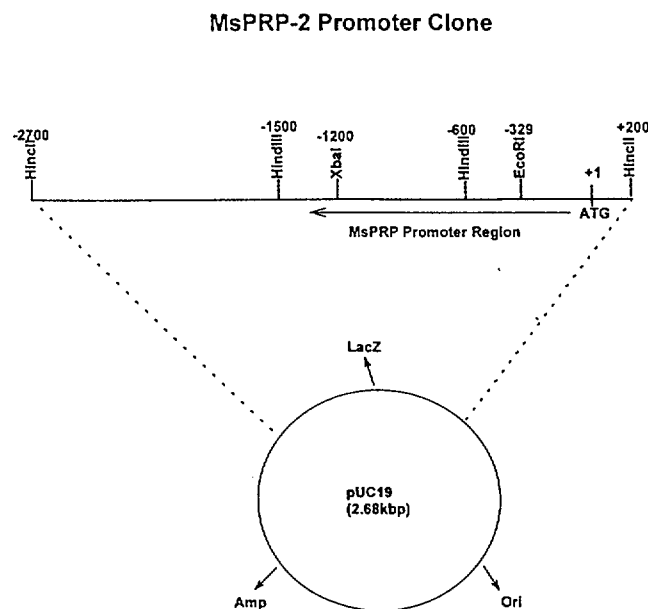 MsPRP-2 Promoter Clone
-2700
HincII
-1500
HindIII
-1200
XbaI
-600
HindIII
-329
EcoRI
+1
+200
HincII
ATG
MsPRP Promoter Region
LacZ
pUC19
(2.68kbp)
Amp
Ori